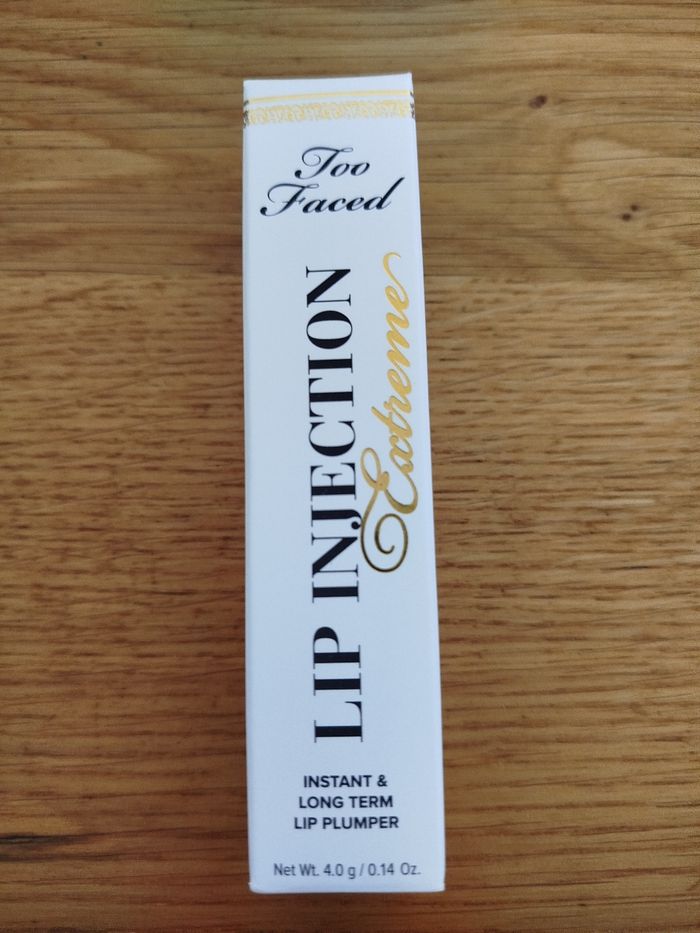 Too
Faced
LIP INJECTION
Extreme
INSTANT &
LONG TERM
LIP PLUMPER
Net Wt. 4.0 g / 0.14 Oz.